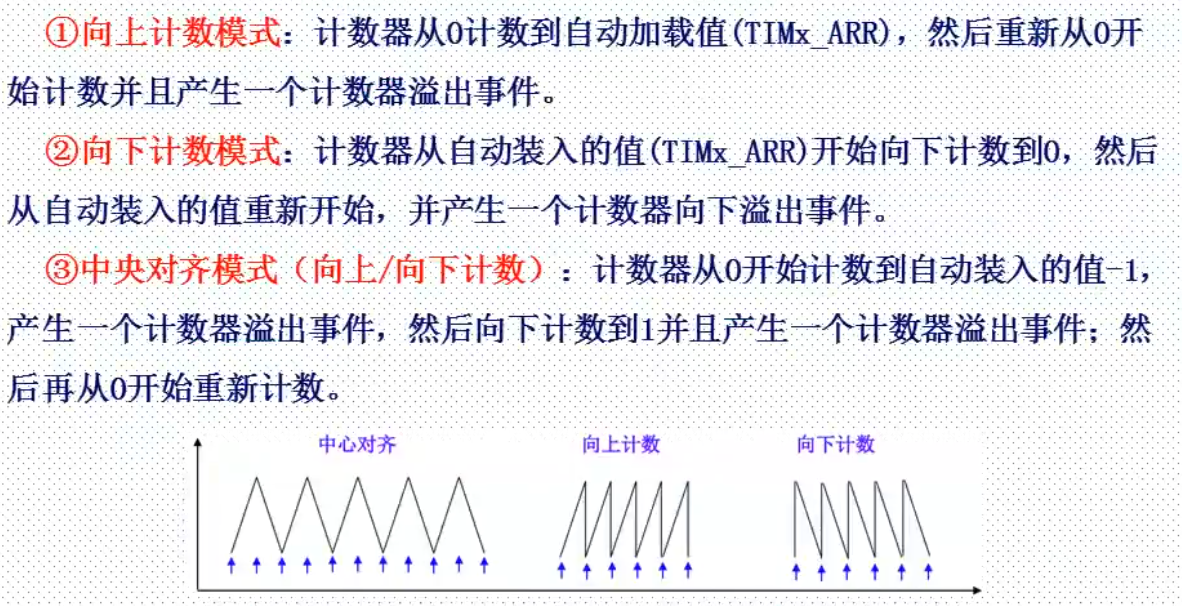 ①向上计数模式：计数器从0计数到自动加载值(TIMx_ARR)，然后重新从0开
始计数并且产生一个计数器溢出事件。
②向下计数模式：计数器从自动装入的值(TIMx_ARR)开始向下计数到0，然后
从自动装入的值重新开始，并产生一个计数器向下溢出事件。
③中央对齐模式（向上/向下计数）：计数器从0开始计数到自动装入的值-1，
产生一个计数器溢出事件，然后向下计数到1并且产生一个计数器溢出事件；然
后再从0开始重新计数。
中心对齐 向上计数 向下计数